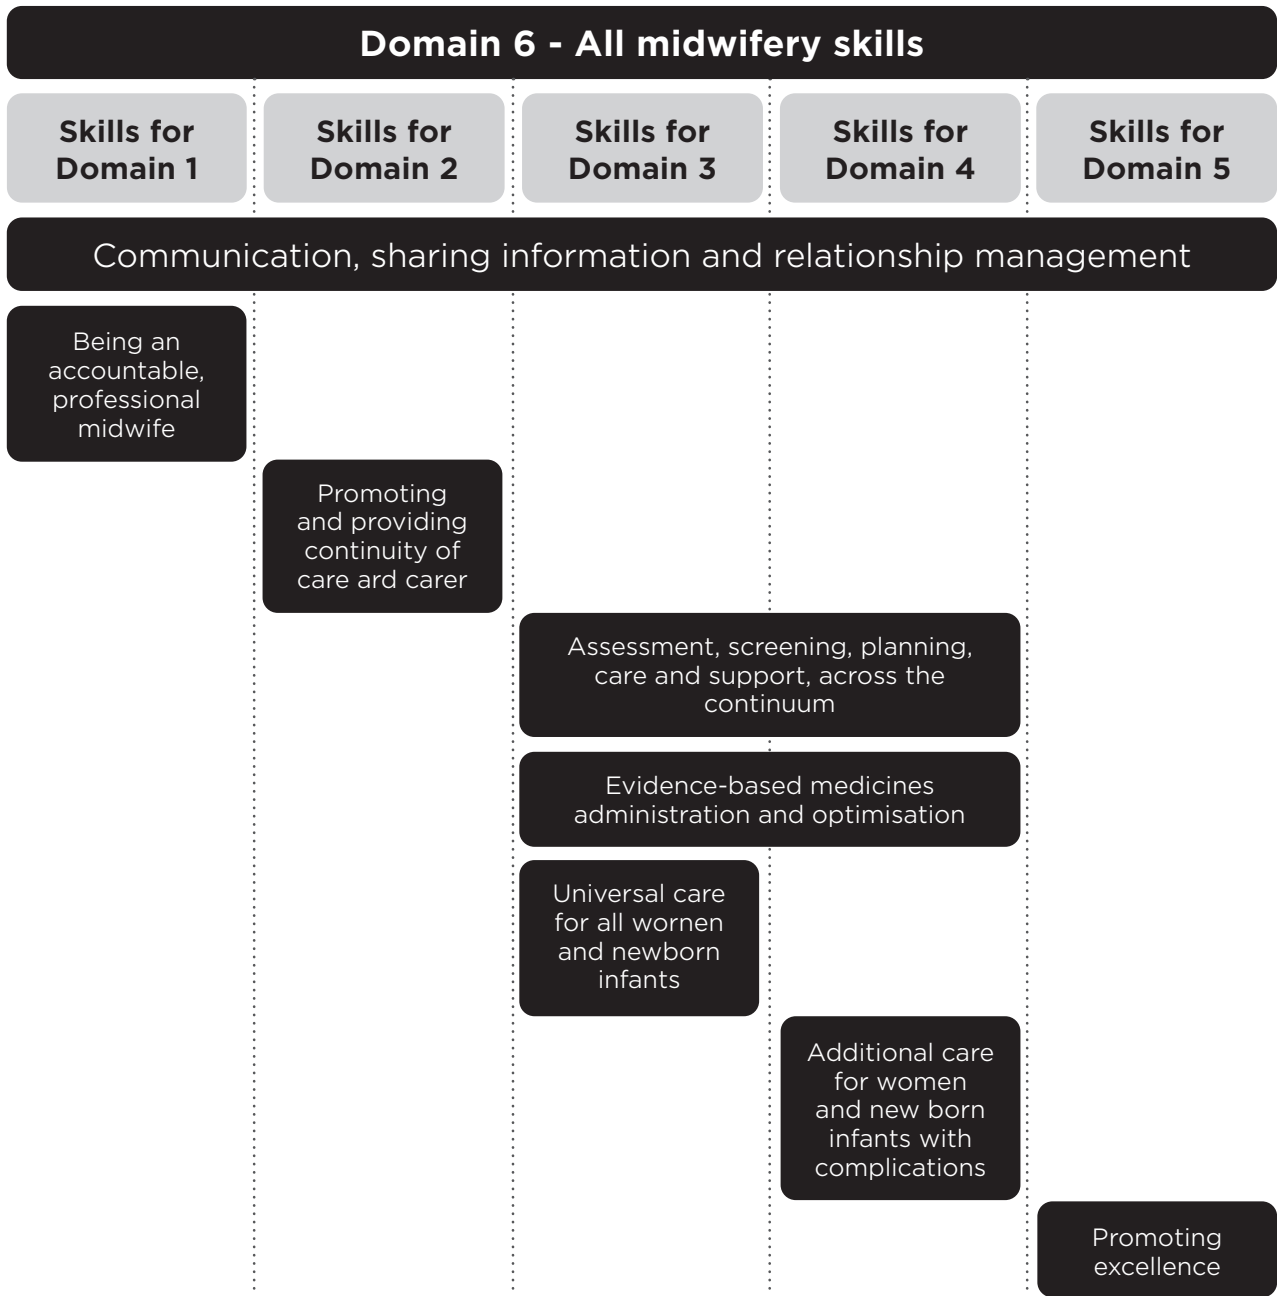 Domain 6 - All midwifery skills
Skills for
Domain 1
Skills for
Domain 2
Skills for
Domain 3
Skills for
Domain 4
Skills for
Domain 5
Communication, sharing information and relationship management
Being an
accountable,
professional
midwife
Promoting
and providing
continuity of
care ard carer
Assessment, screening, planning,
care and support, across the
continuum
Evidence-based medicines
administration and optimisation
Universal care
for all wornen
and newborn
infants
Additional care
for women
and new born
infants with
complications
Promoting
excellence